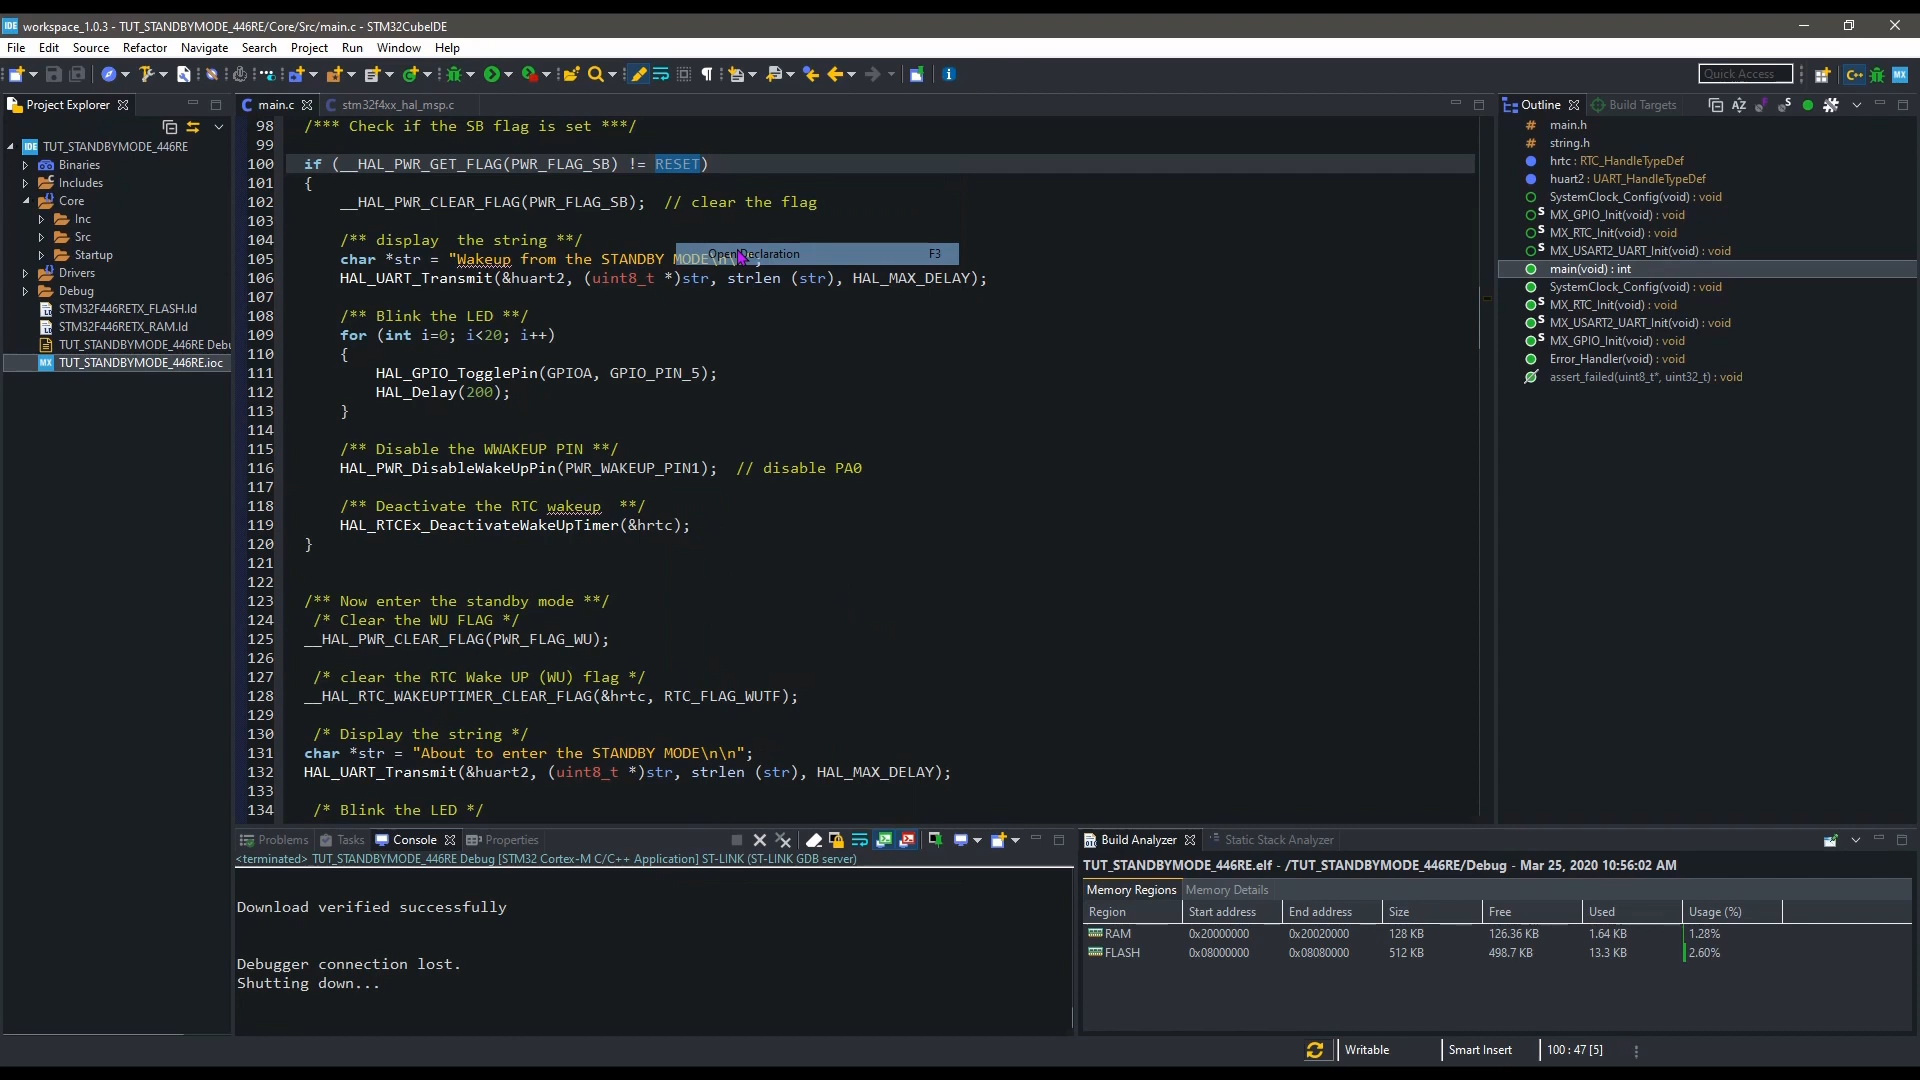 IDE workspace_1.0.3 - TUT_STANDBYMODE_446RE/Core/Src/main.c - STM32CubeIDE
File Edit Source Refactor Navigate Search Project Run Window Help
Quick Access
Project Explorer
IDE TUT_STANDBYMODE_446RE
Binaries
Includes
Core
Inc
Src
Startup
Drivers
Debug
STM32F446RETX_FLASH.ld
STM32F446RETX_RAM.ld
TUT_STANDBYMODE_446RE Debu
MX TUT_STANDBYMODE_446RE.ioc
main.c stm32f4xx_hal_msp.c
98 /*** Check if the SB flag is set ***/
99
100 if (__HAL_PWR_GET_FLAG(PWR_FLAG_SB) != RESET)
101 {
102 __HAL_PWR_CLEAR_FLAG(PWR_FLAG_SB); // clear the flag
103
104 /** display the string **/
Open Declaration F3
105 char *str = "Wakeup from the STANDBY MODE\n\n";
106 HAL_UART_Transmit(&huart2, (uint8_t *)str, strlen (str), HAL_MAX_DELAY);
107
108 /** Blink the LED **/
109 for (int i=0; i<20; i++)
110 {
111 HAL_GPIO_TogglePin(GPIOA, GPIO_PIN_5);
112 HAL_Delay(200);
113 }
114
115 /** Disable the WWAKEUP PIN **/
116 HAL_PWR_DisableWakeUpPin(PWR_WAKEUP_PIN1); // disable PA0
117
118 /** Deactivate the RTC wakeup **/
119 HAL_RTCEx_DeactivateWakeUpTimer(&hrtc);
120 }
121
122
123 /** Now enter the standby mode **/
124 /* Clear the WU FLAG */
125 __HAL_PWR_CLEAR_FLAG(PWR_FLAG_WU);
126
127 /* clear the RTC Wake UP (WU) flag */
128 __HAL_RTC_WAKEUPTIMER_CLEAR_FLAG(&hrtc, RTC_FLAG_WUTF);
129
130 /* Display the string */
131 char *str = "About to enter the STANDBY MODE\n\n";
132 HAL_UART_Transmit(&huart2, (uint8_t *)str, strlen (str), HAL_MAX_DELAY);
133
134 /* Blink the LED */
Outline Build Targets
main.h
string.h
hrtc : RTC_HandleTypeDef
huart2 : UART_HandleTypeDef
SystemClock_Config(void) : void
MX_GPIO_Init(void) : void
MX_RTC_Init(void) : void
MX_USART2_UART_Init(void) : void
main(void) : int
SystemClock_Config(void) : void
MX_RTC_Init(void) : void
MX_USART2_UART_Init(void) : void
MX_GPIO_Init(void) : void
Error_Handler(void) : void
assert_failed(uint8_t*, uint32_t) : void
Problems Tasks Console Properties
<terminated> TUT_STANDBYMODE_446RE Debug [STM32 Cortex-M C/C++ Application] ST-LINK (ST-LINK GDB server)
Download verified successfully
Debugger connection lost.
Shutting down...
Build Analyzer Static Stack Analyzer
TUT_STANDBYMODE_446RE.elf - /TUT_STANDBYMODE_446RE/Debug - Mar 25, 2020 10:56:02 AM
Memory Regions Memory Details
Region Start address End address Size Free Used Usage (%)
RAM 0x20000000 0x20020000 128 KB 126.36 KB 1.64 KB 1.28%
FLASH 0x08000000 0x08080000 512 KB 498.7 KB 13.3 KB 2.60%
Writable Smart Insert 100 : 47 [5]